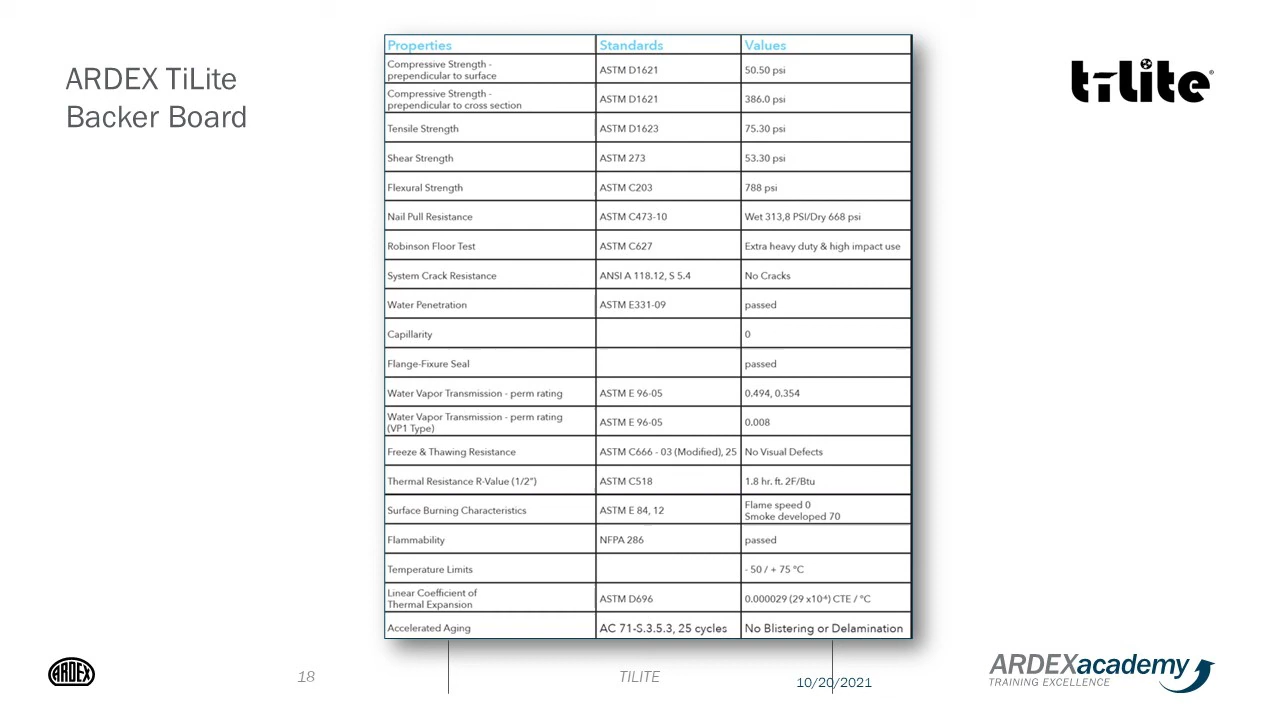 ARDEX TiLite
Backer Board
tilite®
Properties Standards Values
Compressive Strength -
prependicular to surface ASTM D1621 50.50 psi
Compressive Strength -
prependicular to cross section ASTM D1621 386.0 psi
Tensile Strength ASTM D1623 75.30 psi
Shear Strength ASTM 273 53.30 psi
Flexural Strength ASTM C203 788 psi
Nail Pull Resistance ASTM C473-10 Wet 313,8 PSI/Dry 668 psi
Robinson Floor Test ASTM C627 Extra heavy duty & high impact use
System Crack Resistance ANSI A 118.12, S 5.4 No Cracks
Water Penetration ASTM E331-09 passed
Capillarity 0
Flange-Fixure Seal passed
Water Vapor Transmission - perm rating ASTM E 96-05 0.494, 0.354
Water Vapor Transmission - perm rating
(VP1 Type) ASTM E 96-05 0.008
Freeze & Thawing Resistance ASTM C666 - 03 (Modified), 25 No Visual Defects
Thermal Resistance R-Value (1/2") ASTM C518 1.8 hr. ft. 2F/Btu
Surface Burning Characteristics ASTM E 84, 12 Flame speed 0
Smoke developed 70
Flammability NFPA 286 passed
Temperature Limits - 50 / + 75 °C
Linear Coefficient of
Thermal Expansion ASTM D696 0.000029 (29 x10-⁶) CTE / °C
Accelerated Aging AC 71-S.3.5.3, 25 cycles No Blistering or Delamination
ARDEX
18
TILITE
10/20/2021
ARDEXacademy
TRAINING EXCELLENCE